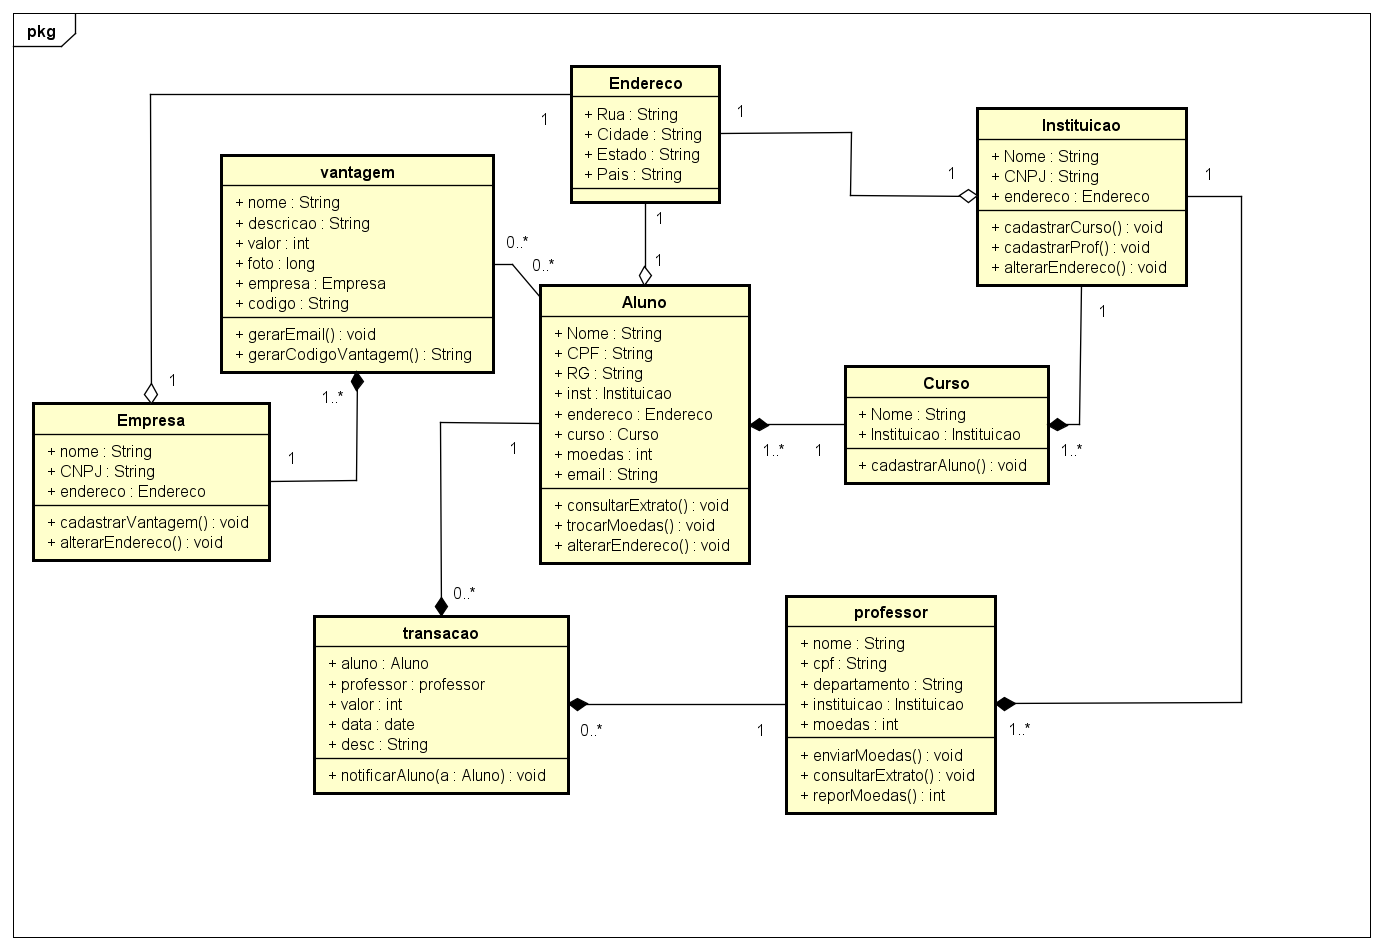 pkg
Endereco
+ Rua : String
+ Cidade : String
+ Estado : String
+ Pais : String
1
1
1
1
1
1
1
Instituicao
+ Nome : String
+ CNPJ : String
+ endereco : Endereco
+ cadastrarCurso() : void
+ cadastrarProf() : void
+ alterarEndereco() : void
1
vantagem
+ nome : String
+ descricao : String
+ valor : int
+ foto : long
+ empresa : Empresa
+ codigo : String
+ gerarEmail() : void
+ gerarCodigoVantagem() : String
0..*
0..*
1..*
1
Aluno
+ Nome : String
+ CPF : String
+ RG : String
+ inst : Instituicao
+ endereco : Endereco
+ curso : Curso
+ moedas : int
+ email : String
+ consultarExtrato() : void
+ trocarMoedas() : void
+ alterarEndereco() : void
Curso
+ Nome : String
+ Instituicao : Instituicao
+ cadastrarAluno() : void
1..*
1
1..*
Empresa
+ nome : String
+ CNPJ : String
+ endereco : Endereco
+ cadastrarVantagem() : void
+ alterarEndereco() : void
1
0..*
transacao
+ aluno : Aluno
+ professor : professor
+ valor : int
+ data : date
+ desc : String
+ notificarAluno(a : Aluno) : void
0..*
1
professor
+ nome : String
+ cpf : String
+ departamento : String
+ instituicao : Instituicao
+ moedas : int
+ enviarMoedas() : void
+ consultarExtrato() : void
+ reporMoedas() : int
1..*